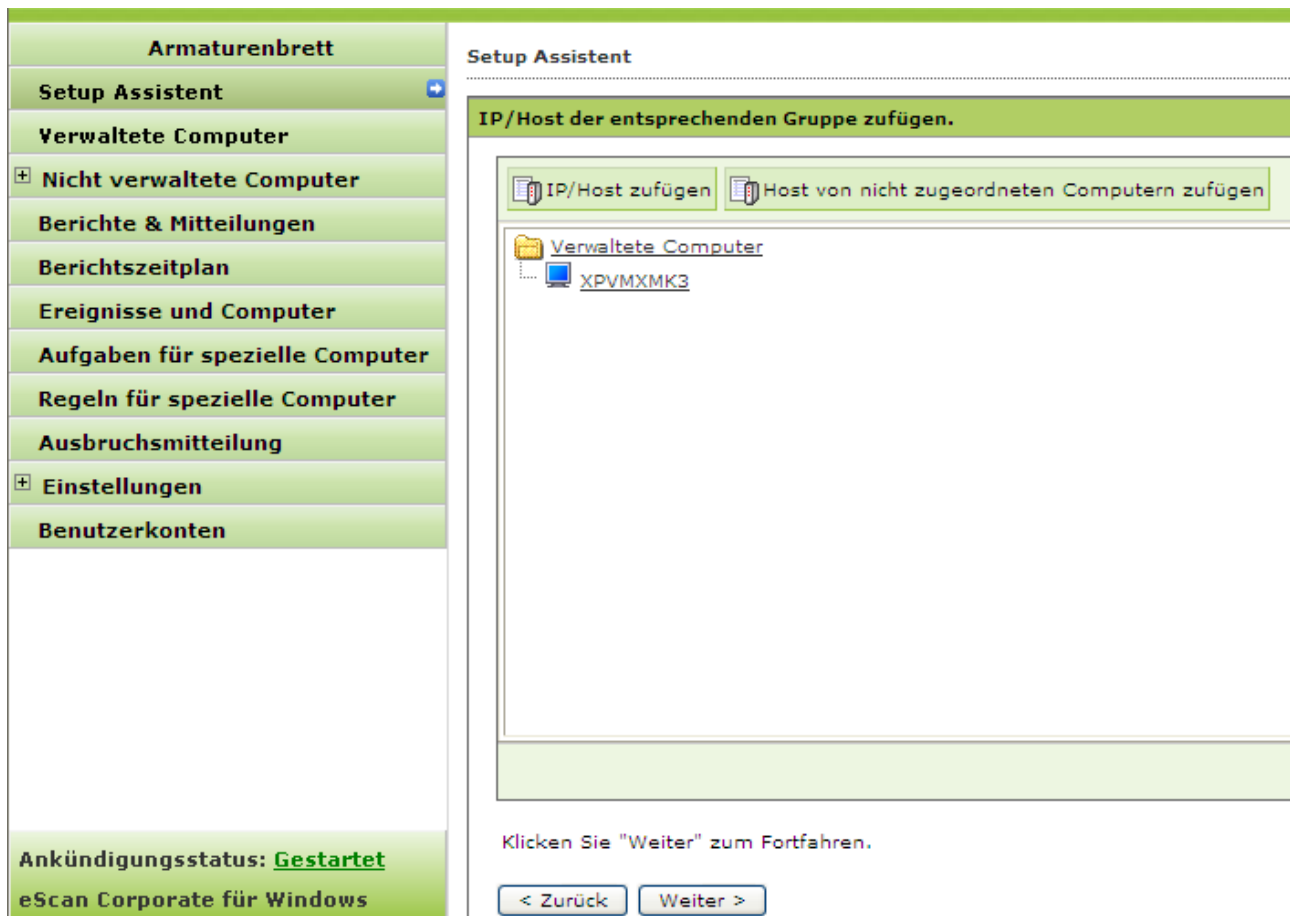 Armaturenbrett
Setup Assistent
Verwaltete Computer
Nicht verwaltete Computer
Berichte & Mitteilungen
Berichtszeitplan
Ereignisse und Computer
Aufgaben für spezielle Computer
Regeln für spezielle Computer
Ausbruchsmitteilung
Einstellungen
Benutzerkonten
Ankündigungsstatus: Gestartet
eScan Corporate für Windows
Setup Assistent
IP/Host der entsprechenden Gruppe zufügen.
IP/Host zufügen Host von nicht zugeordneten Computern zufügen
Verwaltete Computer
XPVMXMK3
Klicken Sie "Weiter" zum Fortfahren.
< Zurück Weiter >